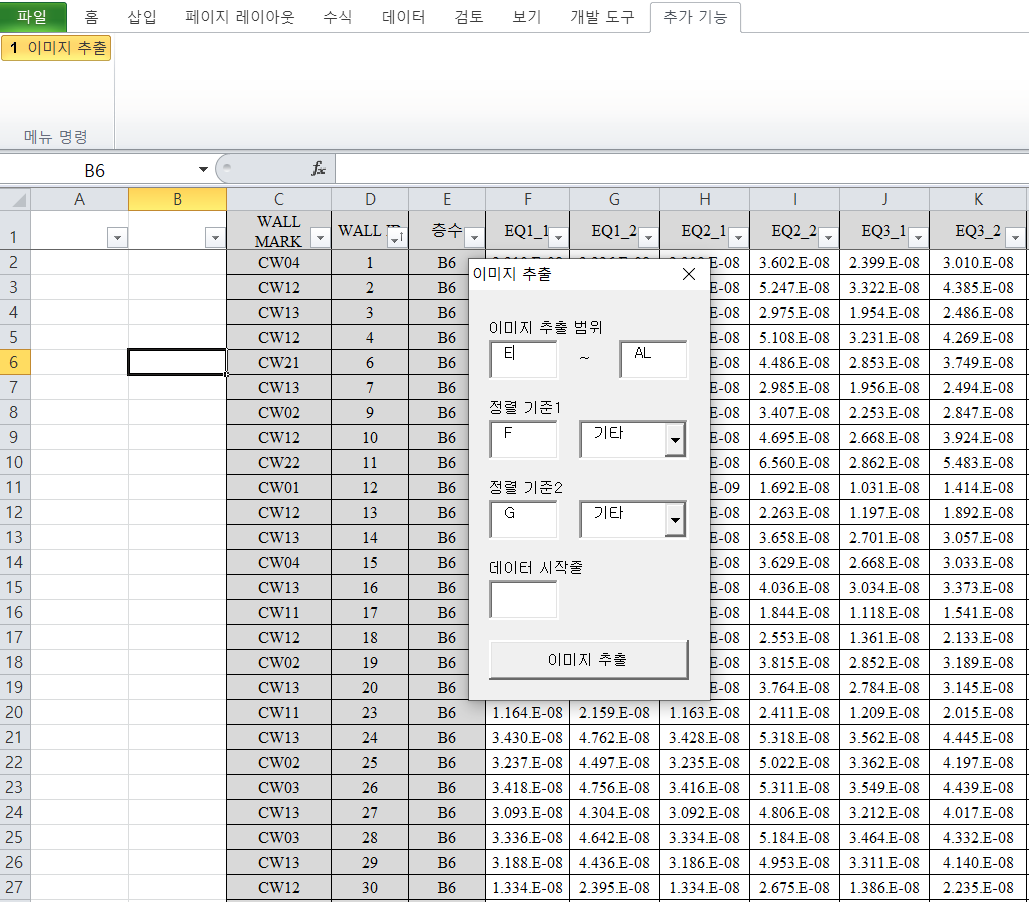 파일 홈 삽입 페이지 레이아웃 수식 데이터 검토 보기 개발 도구 추가 기능
1 이미지 추출
메뉴 명령
B6 fx
A B C D E F G H I J K
1 WALL MARK WALL 층수 EQ1_1 EQ1_2 EQ2_1 EQ2_2 EQ3_1 EQ3_2
2 CW04 1 B6 3.602.E-08 2.399.E-08 3.010.E-08
3 CW12 2 B6 E-08 5.247.E-08 3.322.E-08 4.385.E-08
4 CW13 3 B6 E-08 2.975.E-08 1.954.E-08 2.486.E-08
5 CW12 4 B6 E-08 5.108.E-08 3.231.E-08 4.269.E-08
6 CW21 6 B6 E-08 4.486.E-08 2.853.E-08 3.749.E-08
7 CW13 7 B6 E-08 2.985.E-08 1.956.E-08 2.494.E-08
8 CW02 9 B6 E-08 3.407.E-08 2.253.E-08 2.847.E-08
9 CW12 10 B6 E-08 4.695.E-08 2.668.E-08 3.924.E-08
10 CW22 11 B6 E-08 6.560.E-08 2.862.E-08 5.483.E-08
11 CW01 12 B6 E-09 1.692.E-08 1.031.E-08 1.414.E-08
12 CW12 13 B6 E-08 2.263.E-08 1.197.E-08 1.892.E-08
13 CW13 14 B6 E-08 3.658.E-08 2.701.E-08 3.057.E-08
14 CW04 15 B6 E-08 3.629.E-08 2.668.E-08 3.033.E-08
15 CW13 16 B6 E-08 4.036.E-08 3.034.E-08 3.373.E-08
16 CW11 17 B6 E-08 1.844.E-08 1.118.E-08 1.541.E-08
17 CW12 18 B6 E-08 2.553.E-08 1.361.E-08 2.133.E-08
18 CW02 19 B6 E-08 3.815.E-08 2.852.E-08 3.189.E-08
19 CW13 20 B6 E-08 3.764.E-08 2.784.E-08 3.145.E-08
20 CW11 23 B6 1.164.E-08 2.159.E-08 1.163.E-08 2.411.E-08 1.209.E-08 2.015.E-08
21 CW13 24 B6 3.430.E-08 4.762.E-08 3.428.E-08 5.318.E-08 3.562.E-08 4.445.E-08
22 CW02 25 B6 3.237.E-08 4.497.E-08 3.235.E-08 5.022.E-08 3.362.E-08 4.197.E-08
23 CW03 26 B6 3.418.E-08 4.756.E-08 3.416.E-08 5.311.E-08 3.549.E-08 4.439.E-08
24 CW13 27 B6 3.093.E-08 4.304.E-08 3.092.E-08 4.806.E-08 3.212.E-08 4.017.E-08
25 CW03 28 B6 3.336.E-08 4.642.E-08 3.334.E-08 5.184.E-08 3.464.E-08 4.332.E-08
26 CW13 29 B6 3.188.E-08 4.436.E-08 3.186.E-08 4.953.E-08 3.311.E-08 4.140.E-08
27 CW12 30 B6 1.334.E-08 2.395.E-08 1.334.E-08 2.675.E-08 1.386.E-08 2.235.E-08
이미지 추출
이미지 추출 범위
E ~ AL
정렬 기준1
F 기타
정렬 기준2
G 기타
데이터 시작줄
이미지 추출